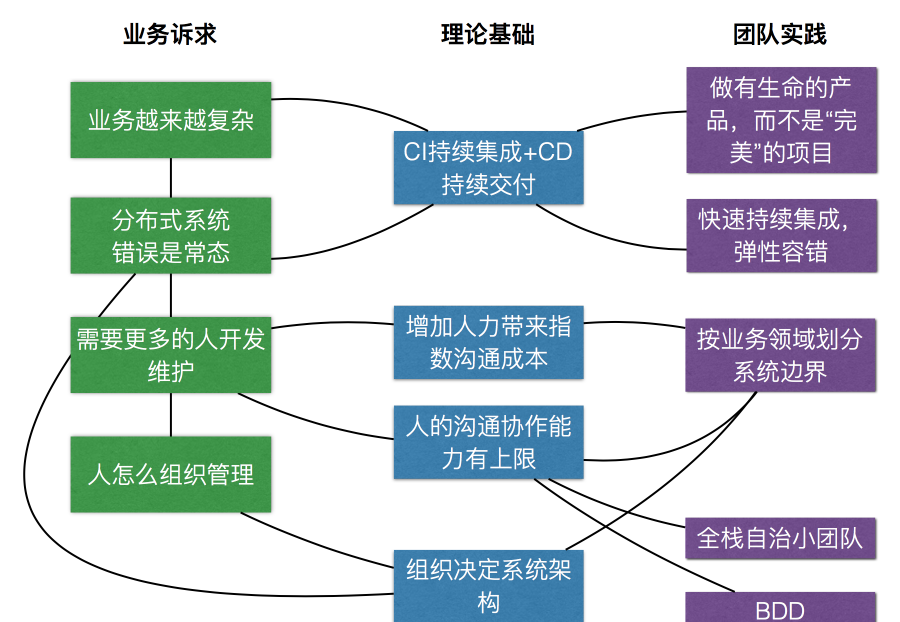 业务诉求
理论基础
团队实践
业务越来越复杂
分布式系统
错误是常态
需要更多的人开发
维护
人怎么组织管理
CI持续集成+CD
持续交付
增加人力带来指
数沟通成本
人的沟通协作能
力有上限
组织决定系统架
构
做有生命的产
品，而不是“完
美”的项目
快速持续集成，
弹性容错
按业务领域划分
系统边界
全栈自治小团队
BDD